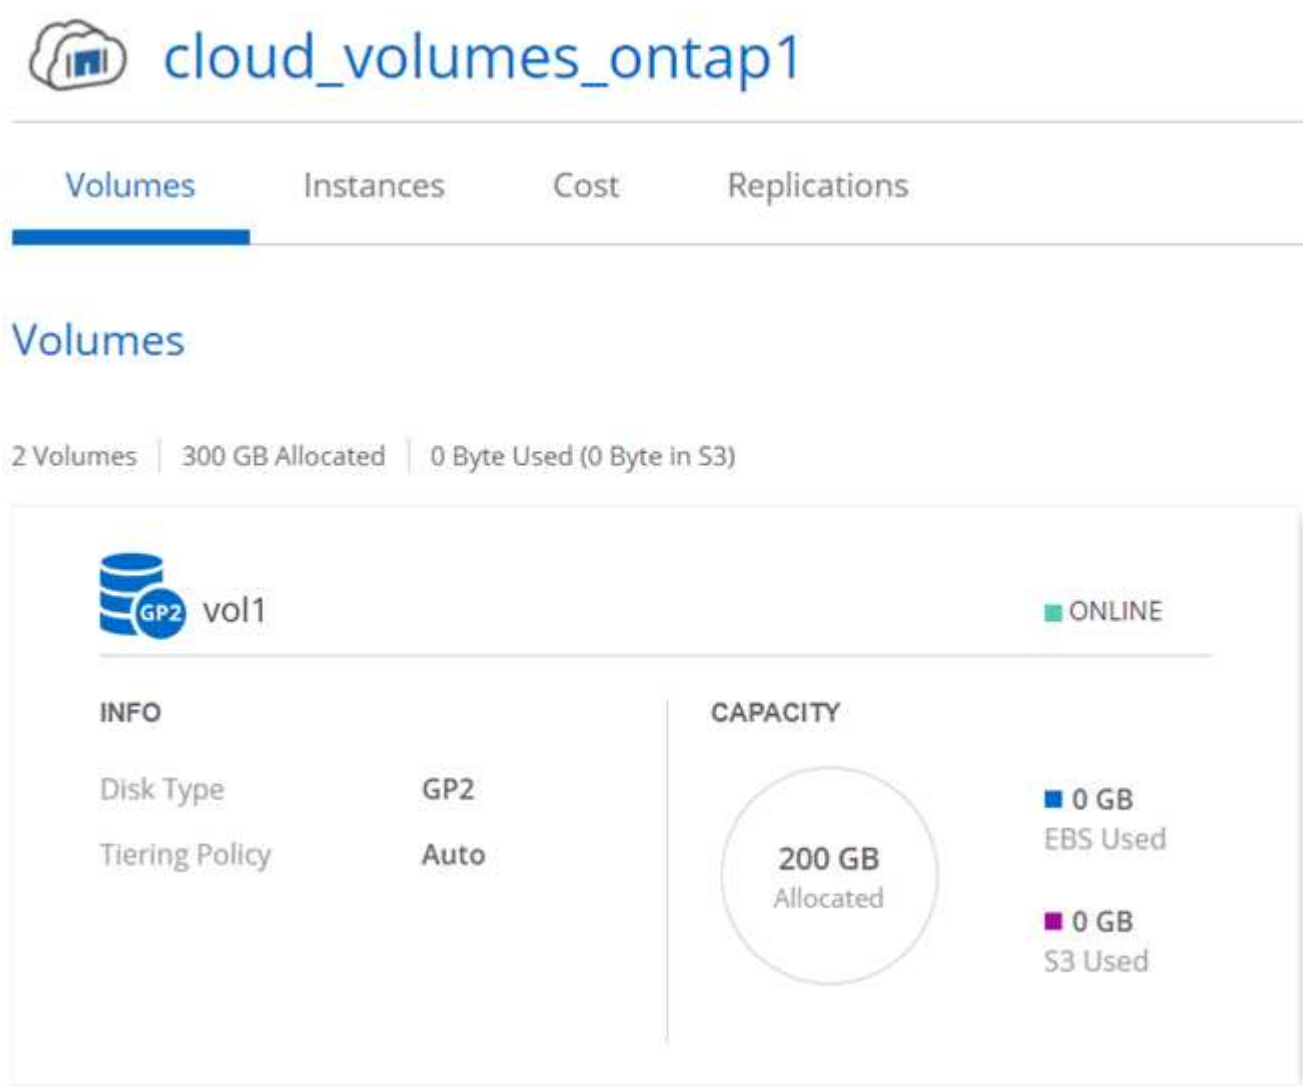 cloud_volumes_ontap1
Volumes Instances Cost Replications
Volumes
2 Volumes 300 GB Allocated 0 Byte Used (0 Byte in S3)
GP2 vol1 ONLINE
INFO CAPACITY
Disk Type GP2
Tiering Policy Auto
200 GB
Allocated
0 GB
EBS Used
0 GB
S3 Used